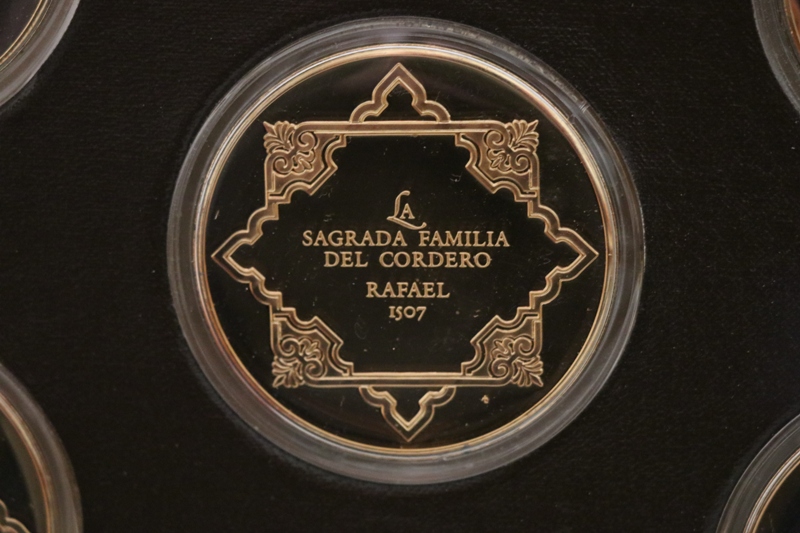 LA
SAGRADA FAMILIA
DEL CORDERO
RAFAEL
1507